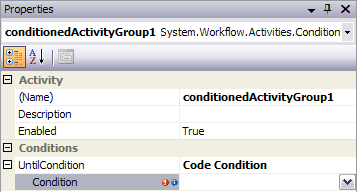 Properties
conditionedActivityGroup1 System.Workflow.Activities.Condition
A Z
Activity
(Name) conditionedActivityGroup1
Description
Enabled True
Conditions
UntilCondition Code Condition
Condition